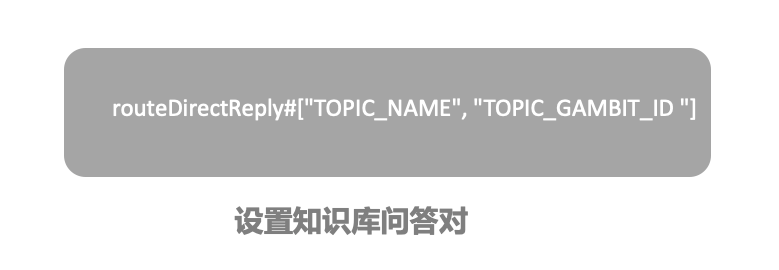 routeDirectReply#["TOPIC_NAME", "TOPIC_GAMBIT_ID "]
设置知识库问答对